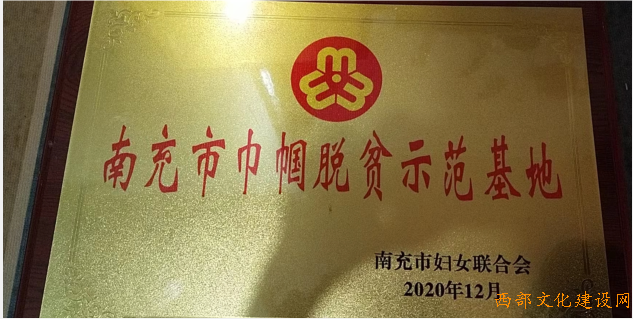 南充市巾帼脱贫示范基地
南充市妇女联合会
2020年12月
西部文化建设网